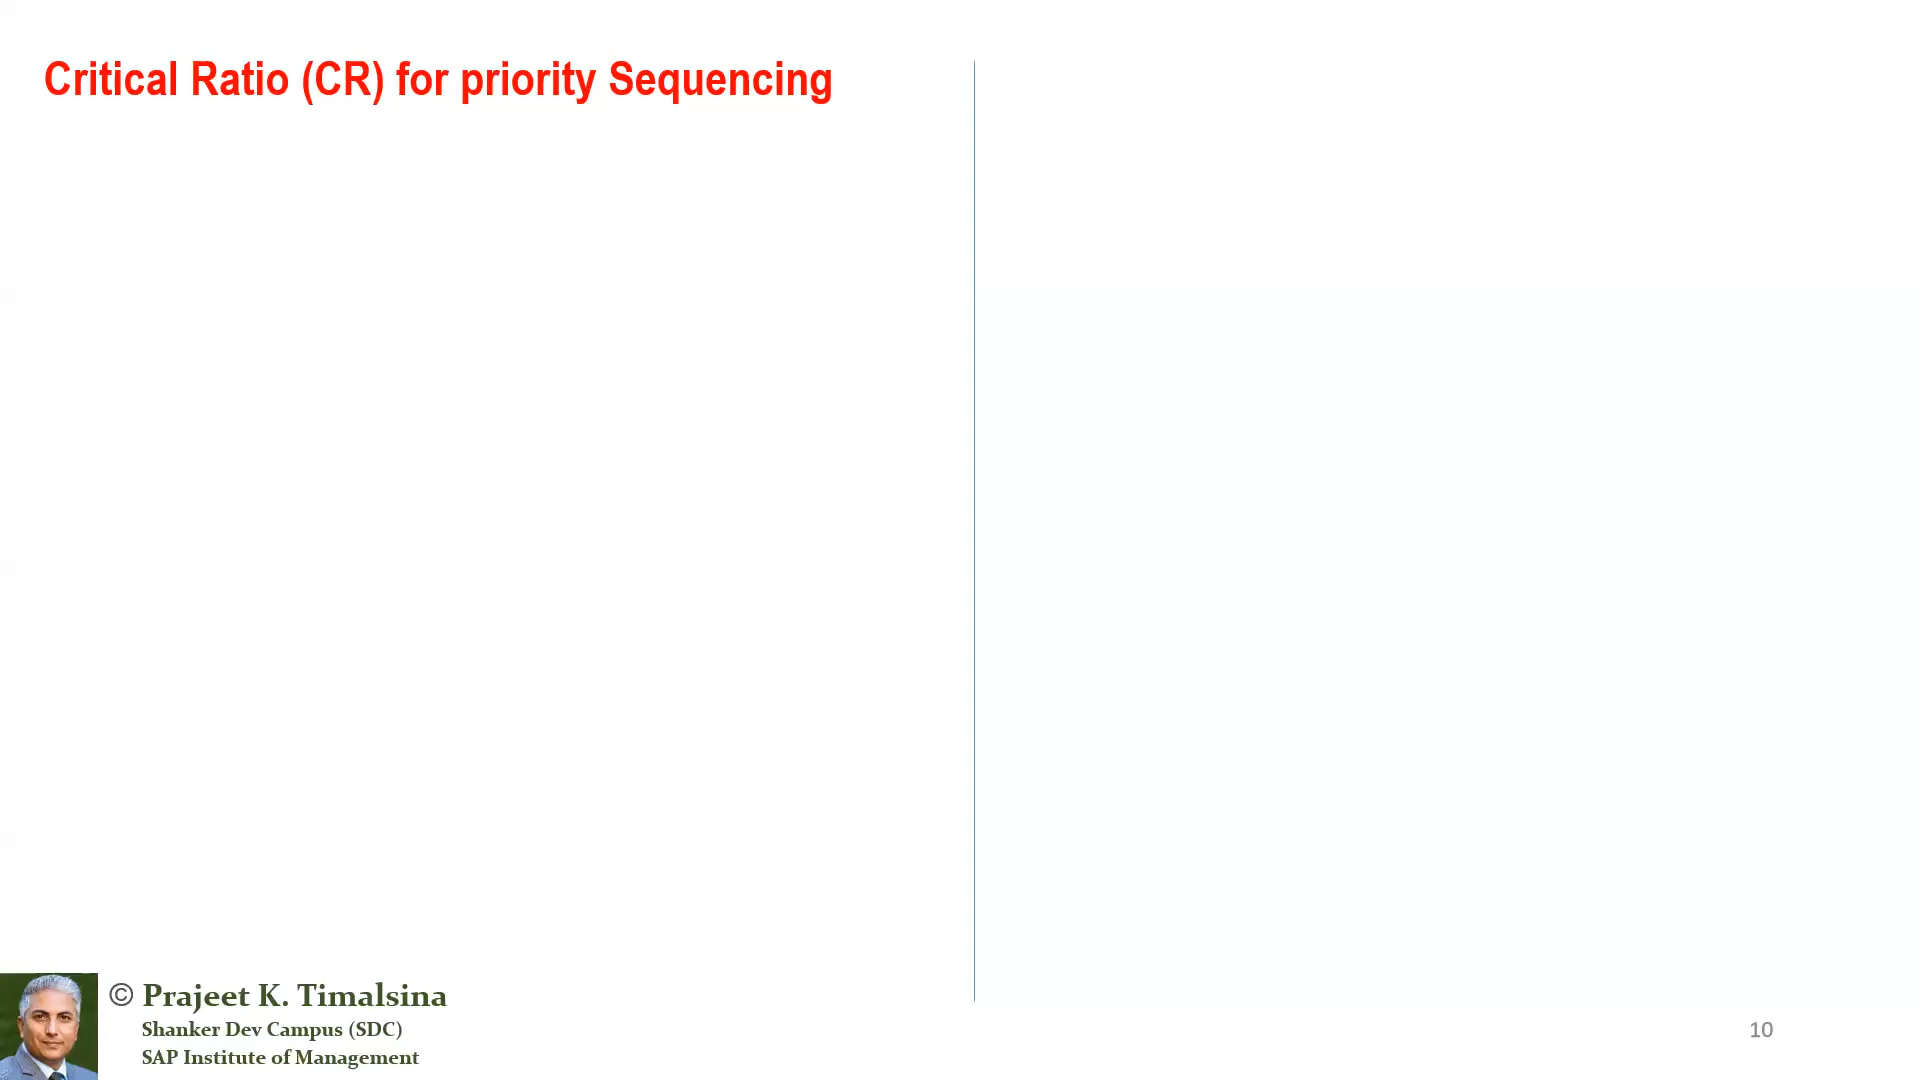 Critical Ratio (CR) for priority Sequencing
© Prajeet K. Timalsina
Shanker Dev Campus (SDC)
SAP Institute of Management
10